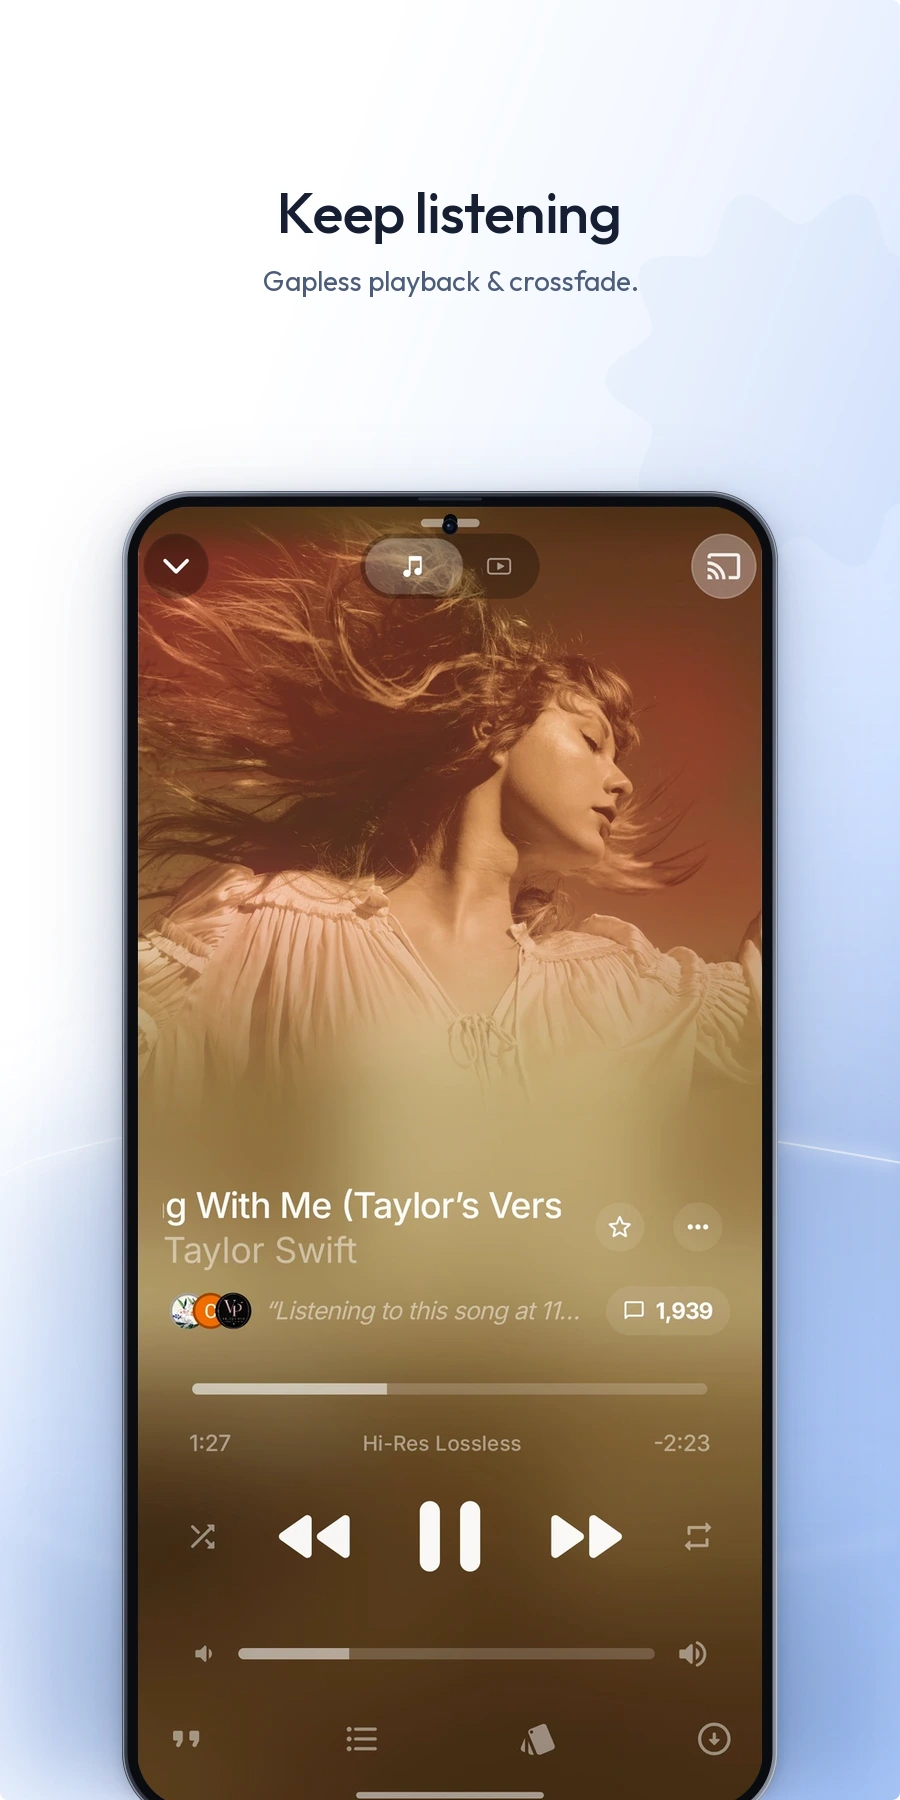 Keep listening
Gapless playback & crossfade.
g With Me (Taylor’s Vers
Taylor Swift
C Vp
“Listening to this song at 11...
1,939
1:27 Hi-Res Lossless -2:23